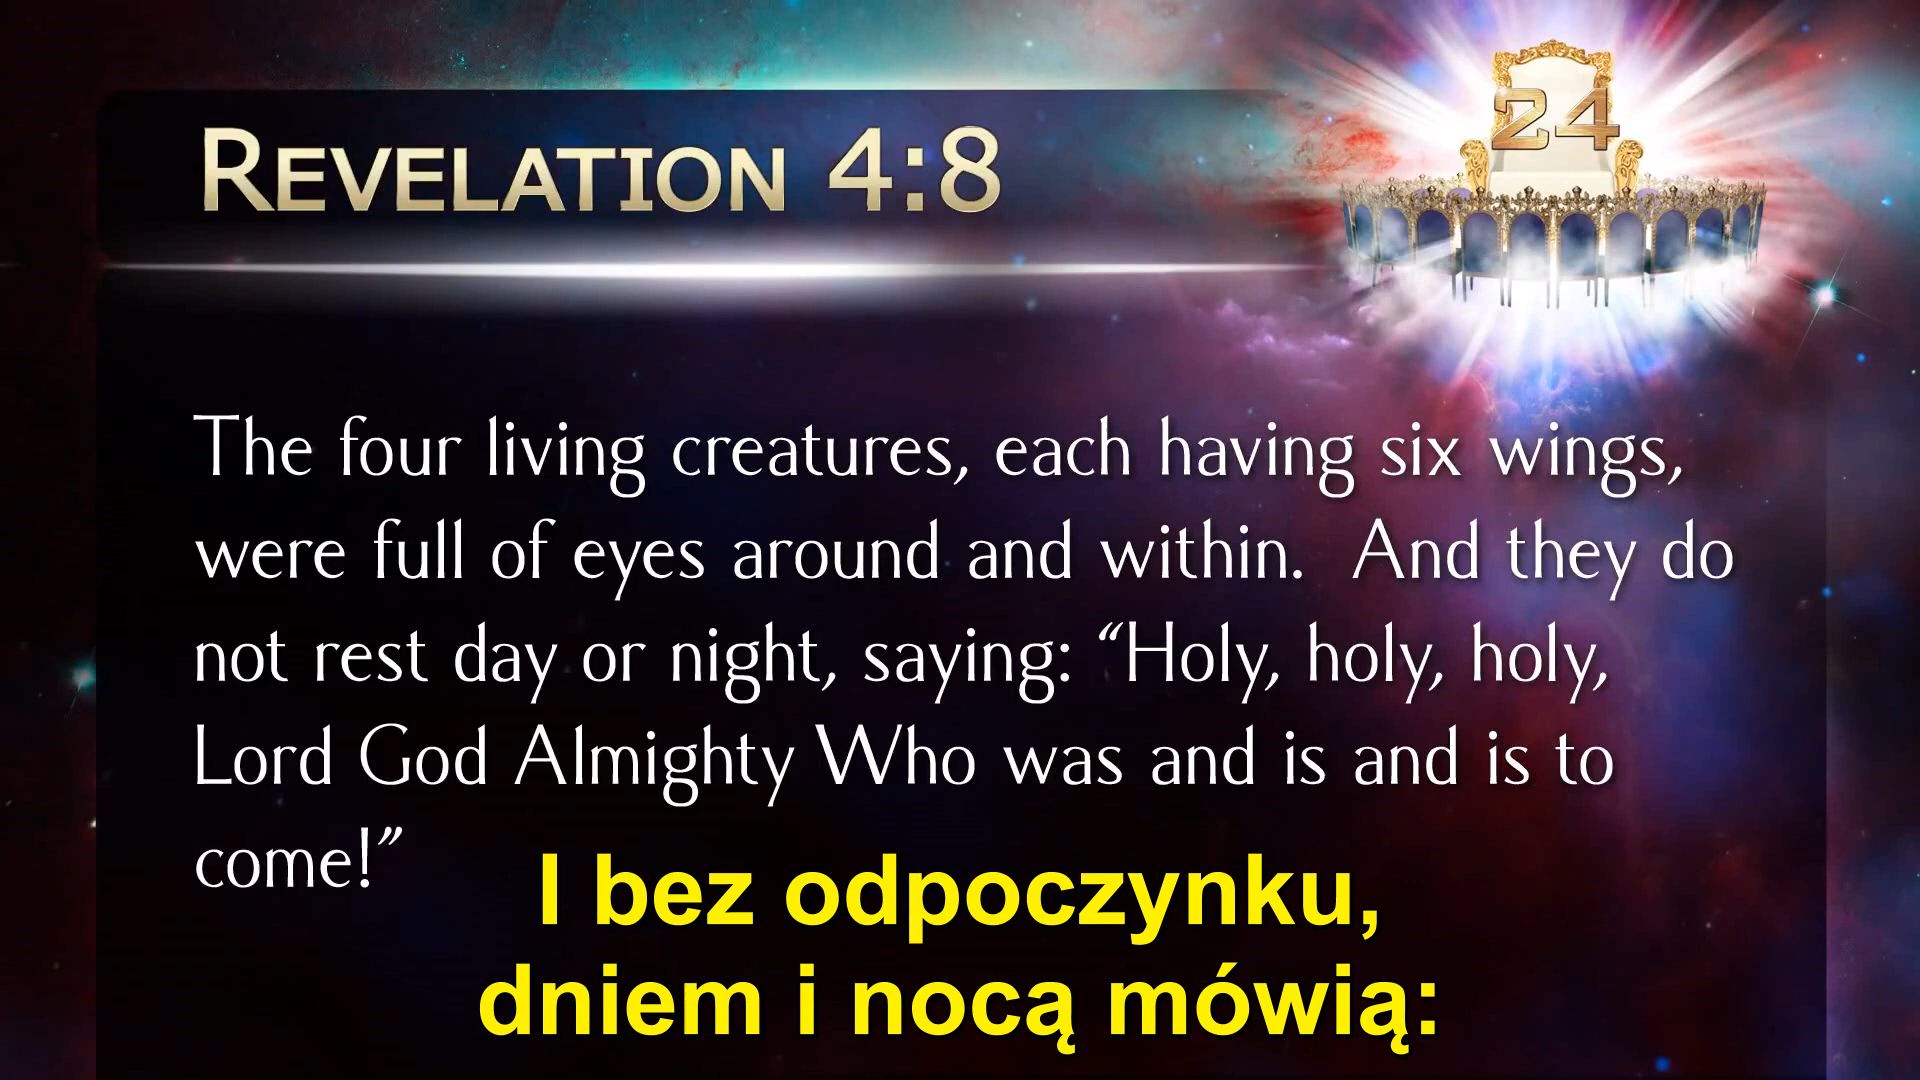 REVELATION 4:8
24
The four living creatures, each having six wings,
were full of eyes around and within.  And they do
not rest day or night, saying: “Holy, holy, holy,
Lord God Almighty Who was and is and is to
come!”
I bez odpoczynku,
dniem i nocą mówią: